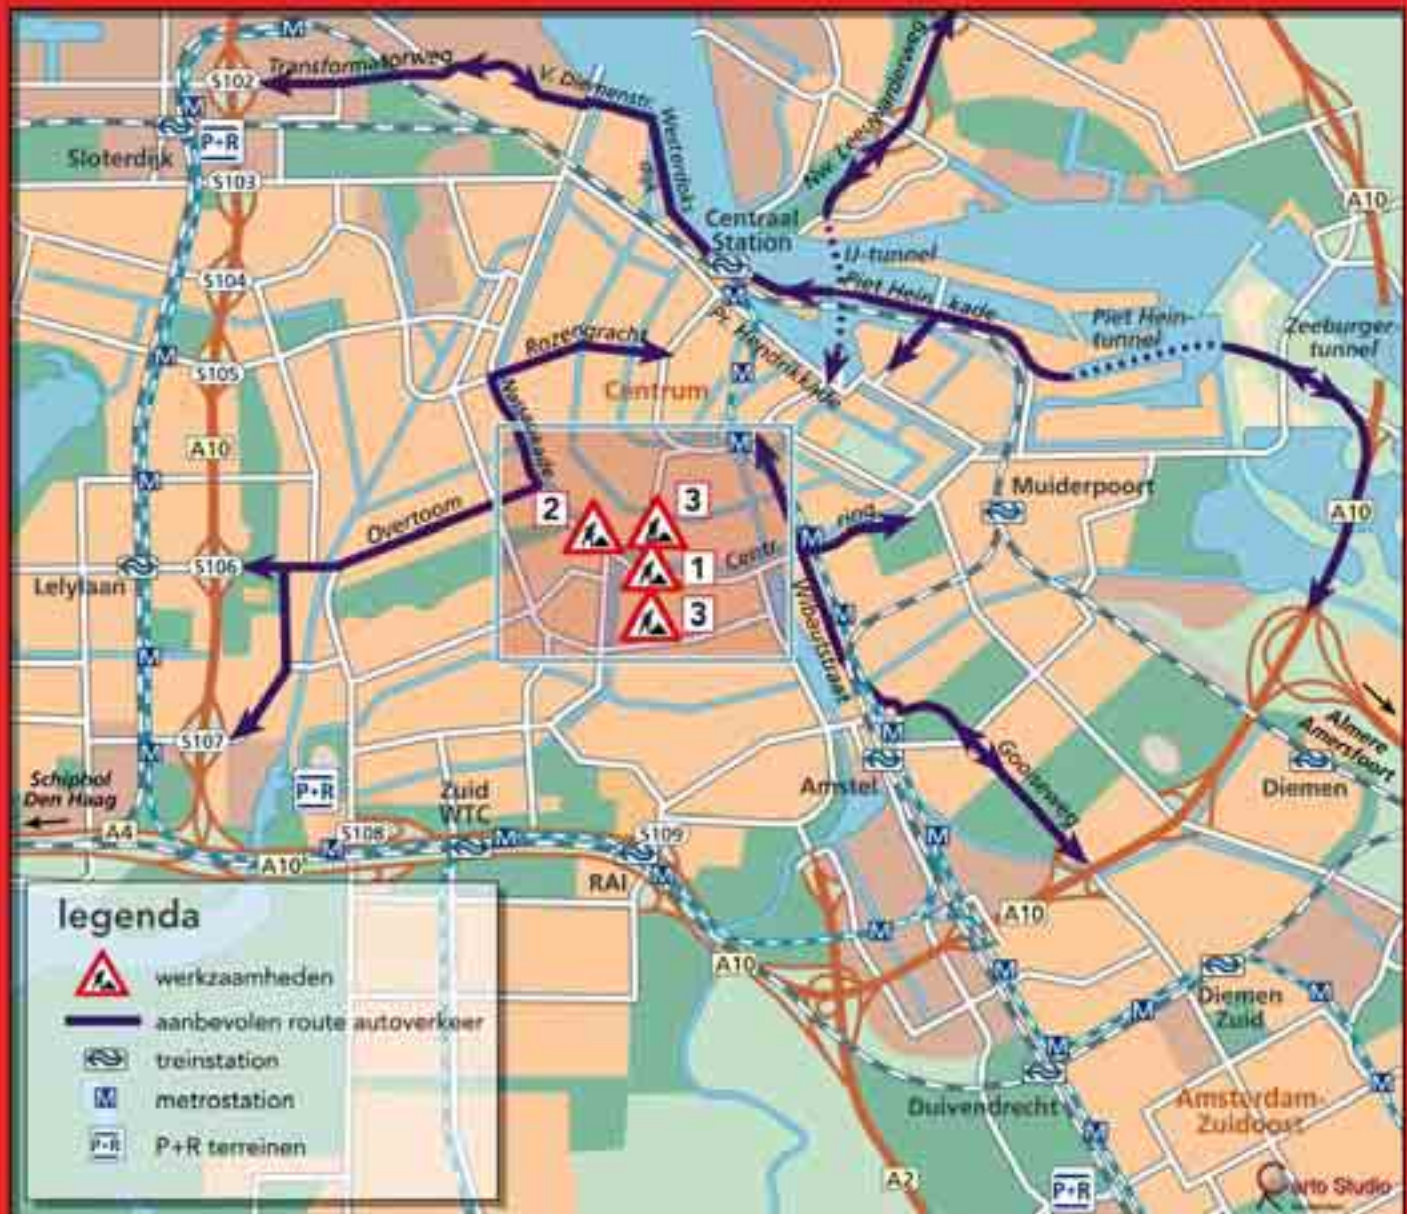 M
S102
Transformatorweg
V. Diemenstr.
Westerdoks
dijk
Nw. Leeuwarderweg
M
P+R
Sloterdijk
S103
A10
Centraal
Station
IJ-tunnel
S104
Piet Hein - kade
M
Pr. Hendrikkade
Piet Hein-
tunnel
Zeeburger-
tunnel
Rozengracht
M
S105
M
Centrum
Nassaukade
A10
M
M
Muiderpoort
2
3
Overtoom
ring
A10
M
Centr.
S106
1
Lelylaan
3
Wibautstraat
M
M
S107
M
M
Almere
Amersfoort
Gooiseweg
Schiphol
Den Haag
P+R
Zuid
WTC
Amstel
Diemen
A4
S108
M
M
S109
M
A10
RAI
M
A10
legenda
M
A10
M
werkzaamheden
Diemen
Zuid
M
M
aanbevolen route autoverkeer
treinstation
M
M
metrostation
M
Duivendrecht
Amsterdam-
Zuidoost
M
P+R
P+R terreinen
A2
P+R
Carto Studio